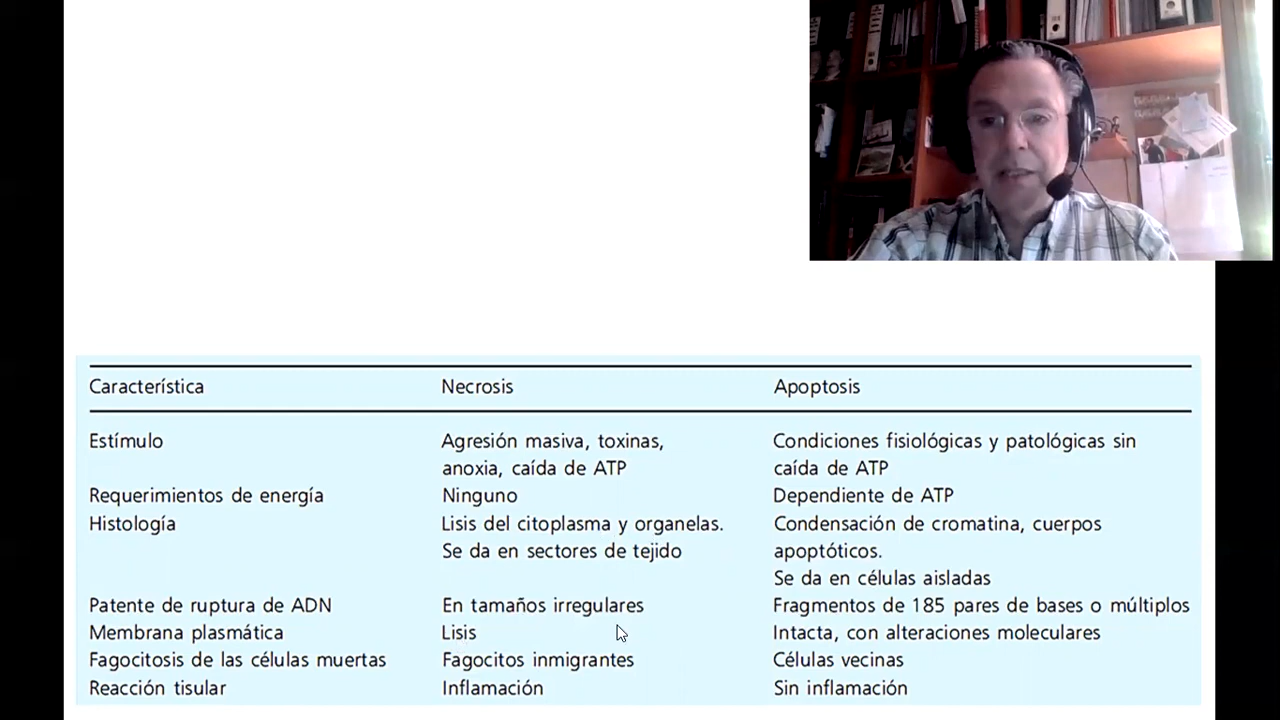 Característica Necrosis Apoptosis
Estímulo Agresión masiva, toxinas, Condiciones fisiológicas y patológicas sin
anoxia, caída de ATP caída de ATP
Requerimientos de energía Ninguno Dependiente de ATP
Histología Lisis del citoplasma y organelas. Condensación de cromatina, cuerpos
Se da en sectores de tejido apoptóticos.
Se da en células aisladas
Patente de ruptura de ADN En tamaños irregulares Fragmentos de 185 pares de bases o múltiplos
Membrana plasmática Lisis Intacta, con alteraciones moleculares
Fagocitosis de las células muertas Fagocitos inmigrantes Células vecinas
Reacción tisular Inflamación Sin inflamación